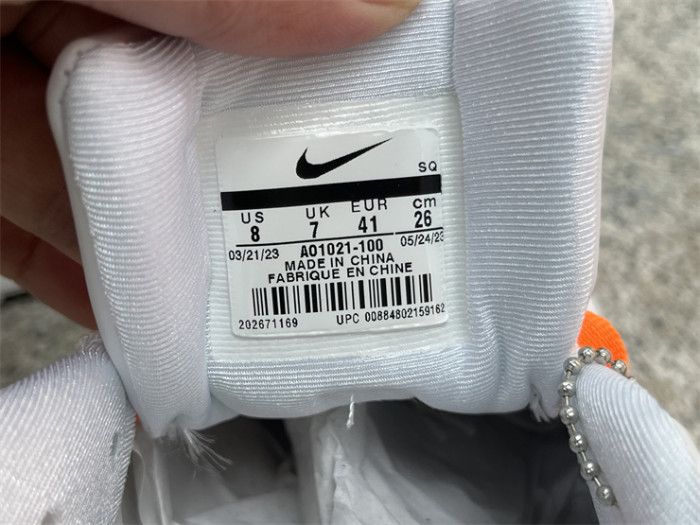 SQ
US UK EUR cm
8 7 41 26
03/21/23 AO1021-100 05/24/23
MADE IN CHINA
FABRIQUE EN CHINE
202671169 UPC 00884802159162